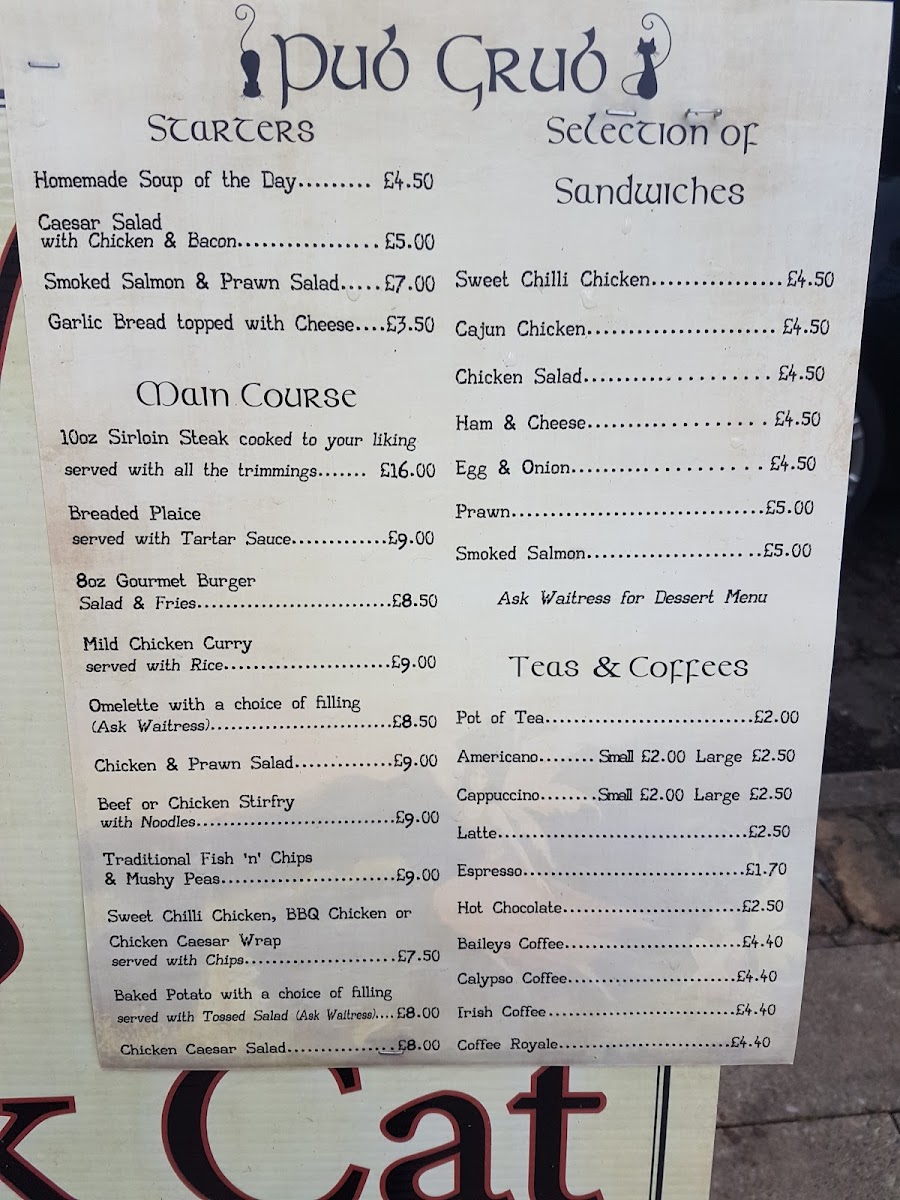 Pub Grub
Starters
Homemade Soup of the Day......... £4.50
Caesar Salad
with Chicken & Bacon................. £5.00
Smoked Salmon & Prawn Salad.....£7.00
Garlic Bread topped with Cheese....£3.50
Main Course
10oz Sirloin Steak cooked to your liking
served with all the trimmings....... £16.00
Breaded Plaice
served with Tartar Sauce.............£9.00
8oz Gourmet Burger
Salad & Fries..........................£8.50
Mild Chicken Curry
served with Rice......................£9.00
Omelette with a choice of filling
(Ask Waitress)........................£8.50
Chicken & Prawn Salad.............£9.00
Beef or Chicken Stirfry
with Noodles...........................£9.00
Traditional Fish 'n' Chips
& Mushy Peas.......................£9.00
Sweet Chilli Chicken, BBQ Chicken or
Chicken Caesar Wrap
served with Chips....................£7.50
Baked Potato with a choice of filling
served with Tossed Salad (Ask Waitress)....£8.00
Chicken Caesar Salad...............£8.00
Selection of
Sandwiches
Sweet Chilli Chicken................£4.50
Cajun Chicken........................ £4.50
Chicken Salad........................ £4.50
Ham & Cheese....................... £4.50
Egg & Onion......................... £4.50
Prawn.................................£5.00
Smoked Salmon.......................£5.00
Ask Waitress for Dessert Menu
Teas & Coffees
Pot of Tea............................£2.00
Americano........ Small £2.00 Large £2.50
Cappuccino........Small £2.00 Large £2.50
Latte..................................£2.50
Espresso..............................£1.70
Hot Chocolate........................£2.50
Baileys Coffee........................£4.40
Calypso Coffee.......................£4.40
Irish Coffee..........................£4.40
Coffee Royale........................£4.40
k Cat